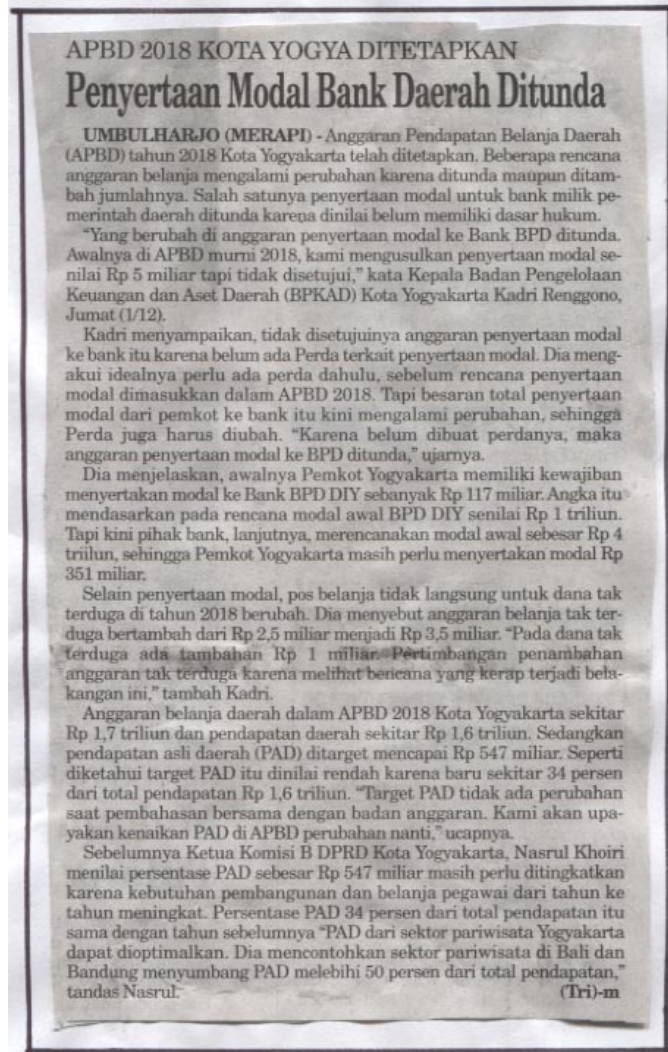 APBD 2018 KOTA YOGYA DITETAPKAN
Penyertaan Modal Bank Daerah Ditunda
UMBULHARJO (MERAPI) - Anggaran Pendapatan Belanja Daerah
(APBD) tahun 2018 Kota Yogyakarta telah ditetapkan. Beberapa rencana
anggaran belanja mengalami perubahan karena ditunda maupun ditam-
bah jumlahnya. Salah satunya penyertaan modal untuk bank milik pe-
merintah daerah ditunda karena dinilai belum memiliki dasar hukum.
"Yang berubah di anggaran penyertaan modal ke Bank BPD ditunda.
Awalnya di APBD murni 2018, kami mengusulkan penyertaan modal se-
nilai Rp 5 miliar tapi tidak disetujui," kata Kepala Badan Pengelolaan
Keuangan dan Aset Daerah (BPKAD) Kota Yogyakarta Kadri Renggono,
Jumat (1/12).
Kadri menyampaikan, tidak disetujuinya anggaran penyertaan modal
ke bank itu karena belum ada Perda terkait penyertaan modal. Dia meng-
akui idealnya perlu ada perda dahulu, sebelum rencana penyertaan
modal dimasukkan dalam APBD 2018. Tapi besaran total penyertaan
modal dari pemkot ke bank itu kini mengalami perubahan, sehingga
Perda juga harus diubah. "Karena belum dibuat perdanya, maka
anggaran penyertaan modal ke BPD ditunda," ujarnya.
Dia menjelaskan, awalnya Pemkot Yogyakarta memiliki kewajiban
menyertakan modal ke Bank BPD DIY sebanyak Rp 117 miliar. Angka itu
mendasarkan pada rencana modal awal BPD DIY senilai Rp 1 triliun.
Tapi kini pihak bank, lanjutnya, merencanakan modal awal sebesar Rp 4
triilun, sehingga Pemkot Yogyakarta masih perlu menyertakan modal Rp
351 miliar.
Selain penyertaan modal, pos belanja tidak langsung untuk dana tak
terduga di tahun 2018 berubah. Dia menyebut anggaran belanja tak ter-
duga bertambah dari Rp 2,5 miliar menjadi Rp 3,5 miliar. "Pada dana tak
terduga ada tambahan Rp 1 miliar. Pertimbangan penambahan
anggaran tak terduga karena melihat bencana yang kerap terjadi bela-
kangan ini," tambah Kadri.
Anggaran belanja daerah dalam APBD 2018 Kota Yogyakarta sekitar
Rp 1,7 triliun dan pendapatan daerah sekitar Rp 1,6 triliun. Sedangkan
pendapatan asli daerah (PAD) ditarget mencapai Rp 547 miliar. Seperti
diketahui target PAD itu dinilai rendah karena baru sekitar 34 persen
dari total pendapatan Rp 1,6 triliun. "Target PAD tidak ada perubahan
saat pembahasan bersama dengan badan anggaran. Kami akan upa-
yakan kenaikan PAD di APBD perubahan nanti," ucapnya.
Sebelumnya Ketua Komisi B DPRD Kota Yogyakarta, Nasrul Khoiri
menilai persentase PAD sebesar Rp 547 miliar masih perlu ditingkatkan
karena kebutuhan pembangunan dan belanja pegawai dari tahun ke
tahun meningkat. Persentase PAD 34 persen dari total pendapatan itu
sama dengan tahun sebelumnya "PAD dari sektor pariwisata Yogyakarta
dapat dioptimalkan. Dia mencontohkan sektor pariwisata di Bali dan
Bandung menyumbang PAD melebihi 50 persen dari total pendapatan,"
tandas Nasrul. (Tri)-m